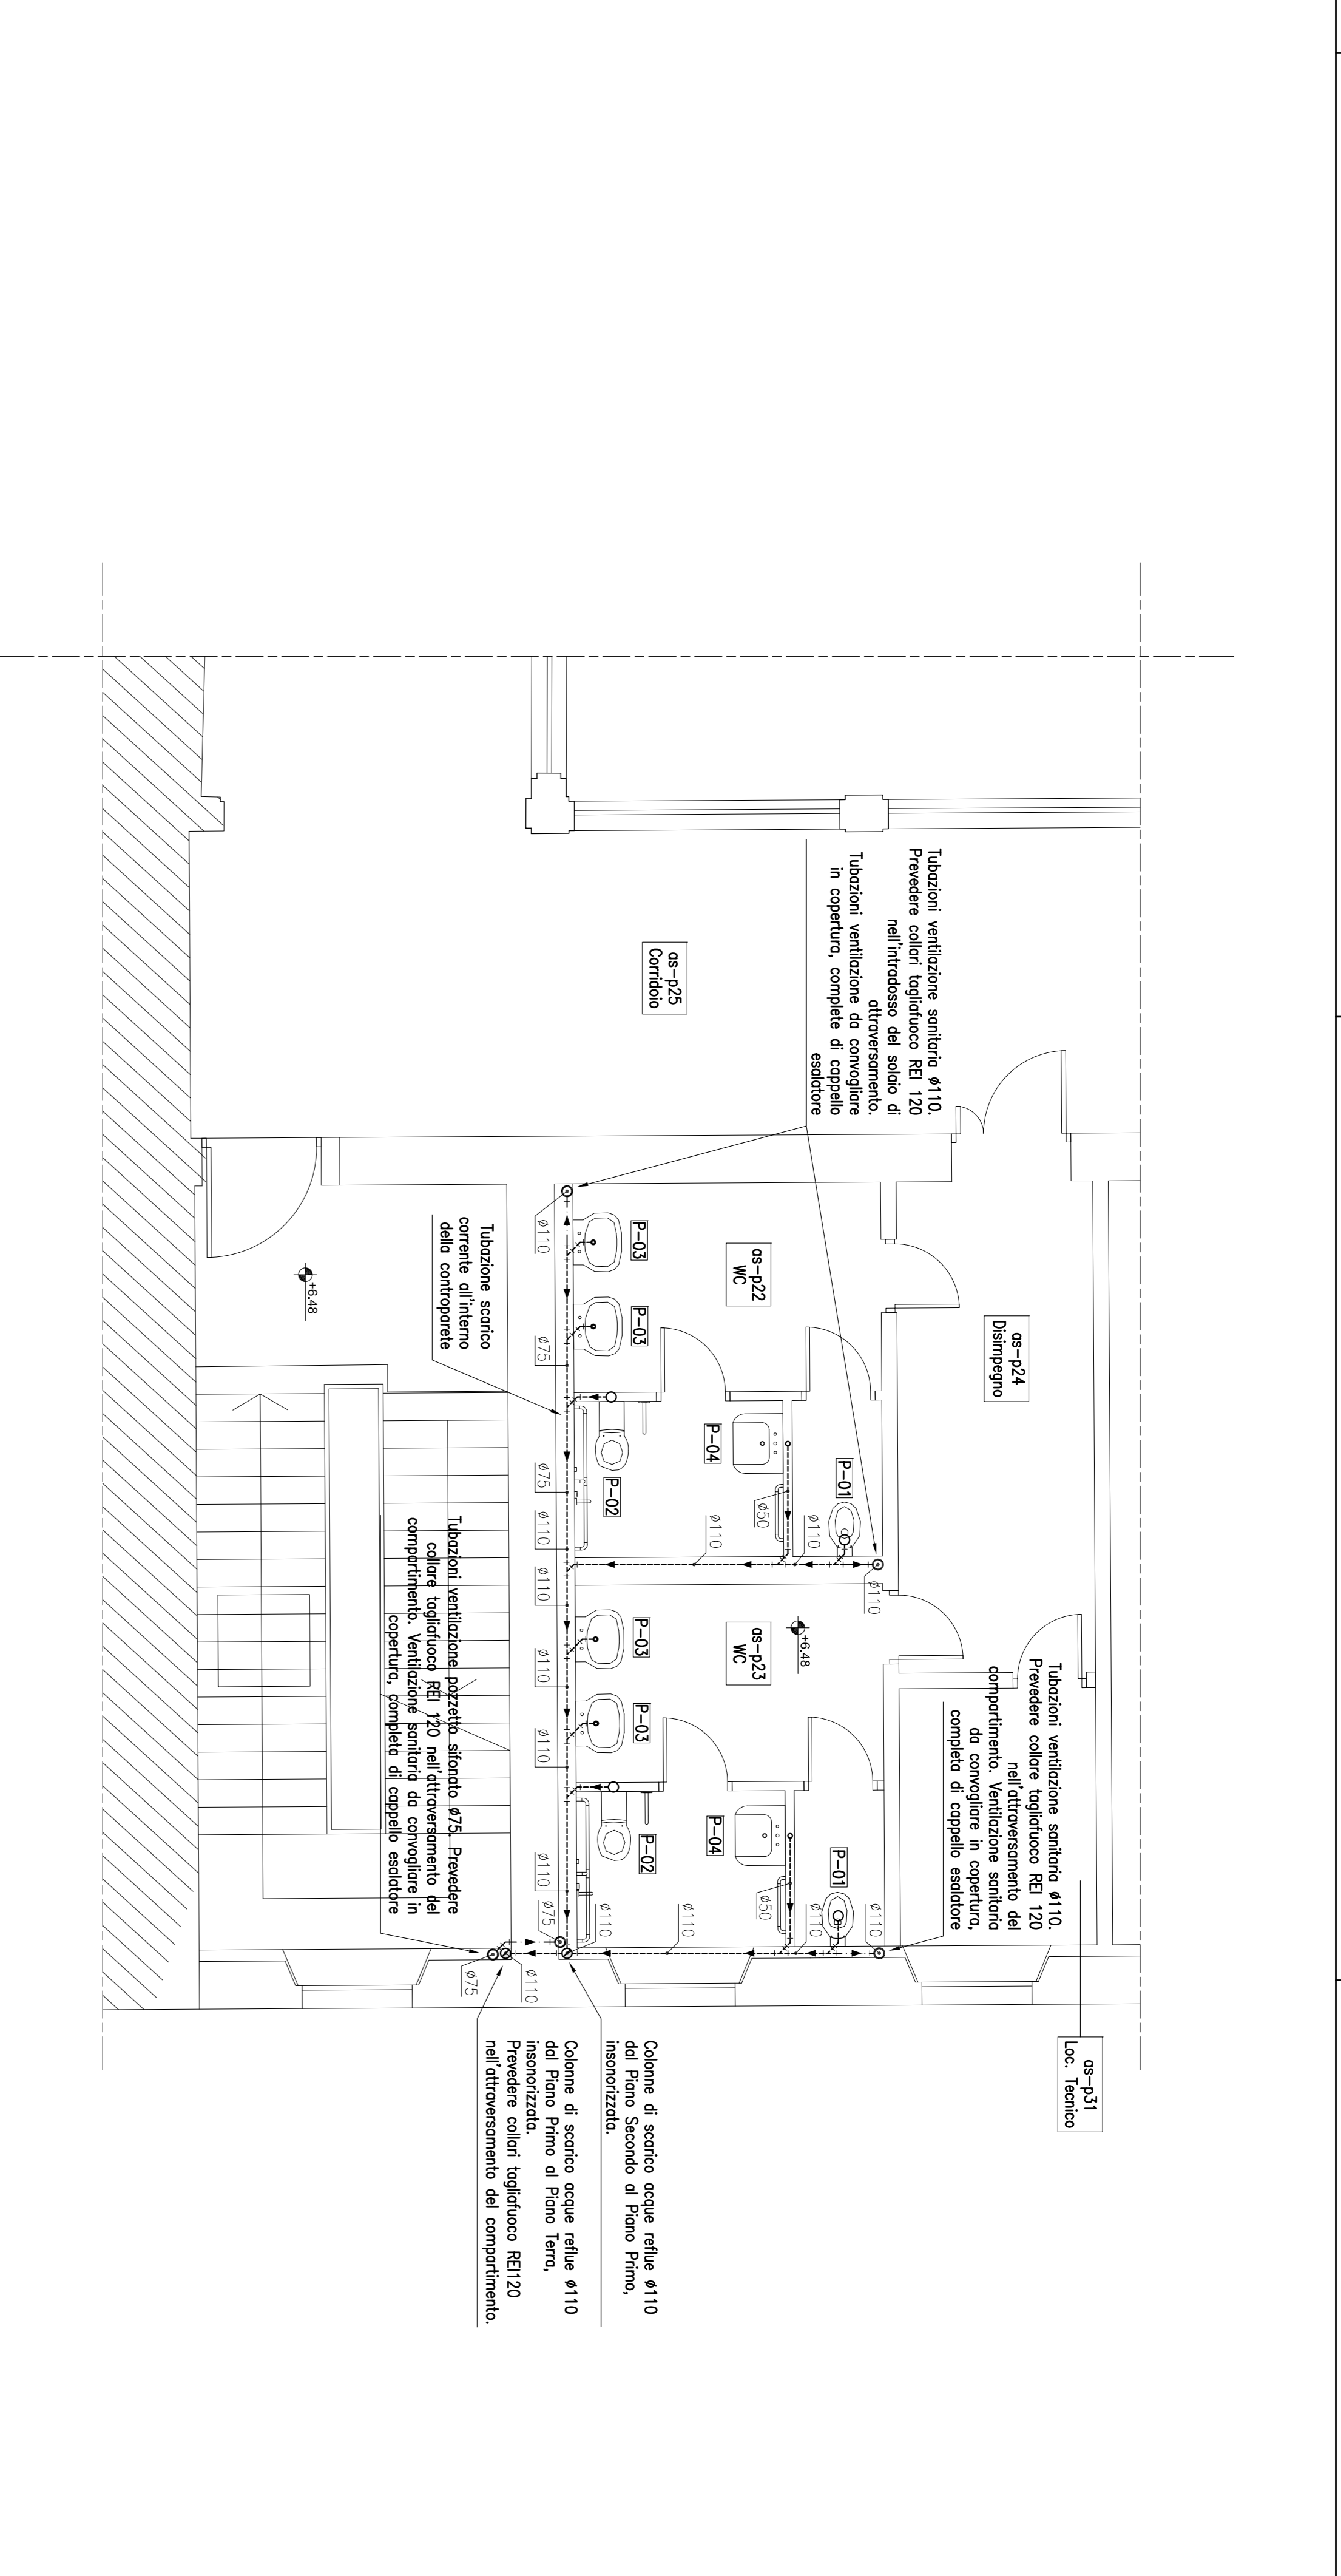 Tubazioni ventilazione sanitaria ø110.
Prevedere collari tagliafuoco REI 120
nell'intradosso del solaio di
attraversamento.
Tubazioni ventilazione da convogliare
in copertura, complete di cappello
esalatore
as-p25
Corridoio
as-p24
Disimpegno
as-p22
WC
P-03
P-03
P-04
P-01
P-02
ø110
ø75
ø75
ø110
ø110
ø50
ø110
ø110
ø110
Tubazione scarico
corrente all'interno
della controparete
+6.48
Tubazioni ventilazione sanitaria ø110.
Prevedere collare tagliafuoco REI 120
nell'attraversamento del
compartimento. Ventilazione sanitaria
da convogliare in copertura,
completa di cappello esalatore
+6.48
as-p23
WC
P-03
P-03
P-04
P-01
P-02
ø110
ø110
ø110
ø50
ø110
ø110
ø110
ø110
ø75
ø110
ø75
Tubazioni ventilazione pozzetto sifonato ø75. Prevedere
collare tagliafuoco REI 120 nell'attraversamento del
compartimento. Ventilazione sanitaria da convogliare in
copertura, completa di cappello esalatore
as-p31
Loc. Tecnico
Colonne di scarico acque reflue ø110
dal Piano Secondo al Piano Primo,
insonorizzata.
Colonne di scarico acque reflue ø110
dal Piano Primo al Piano Terra,
insonorizzata.
Prevedere collari tagliafuoco REI120
nell'attraversamento del compartimento.